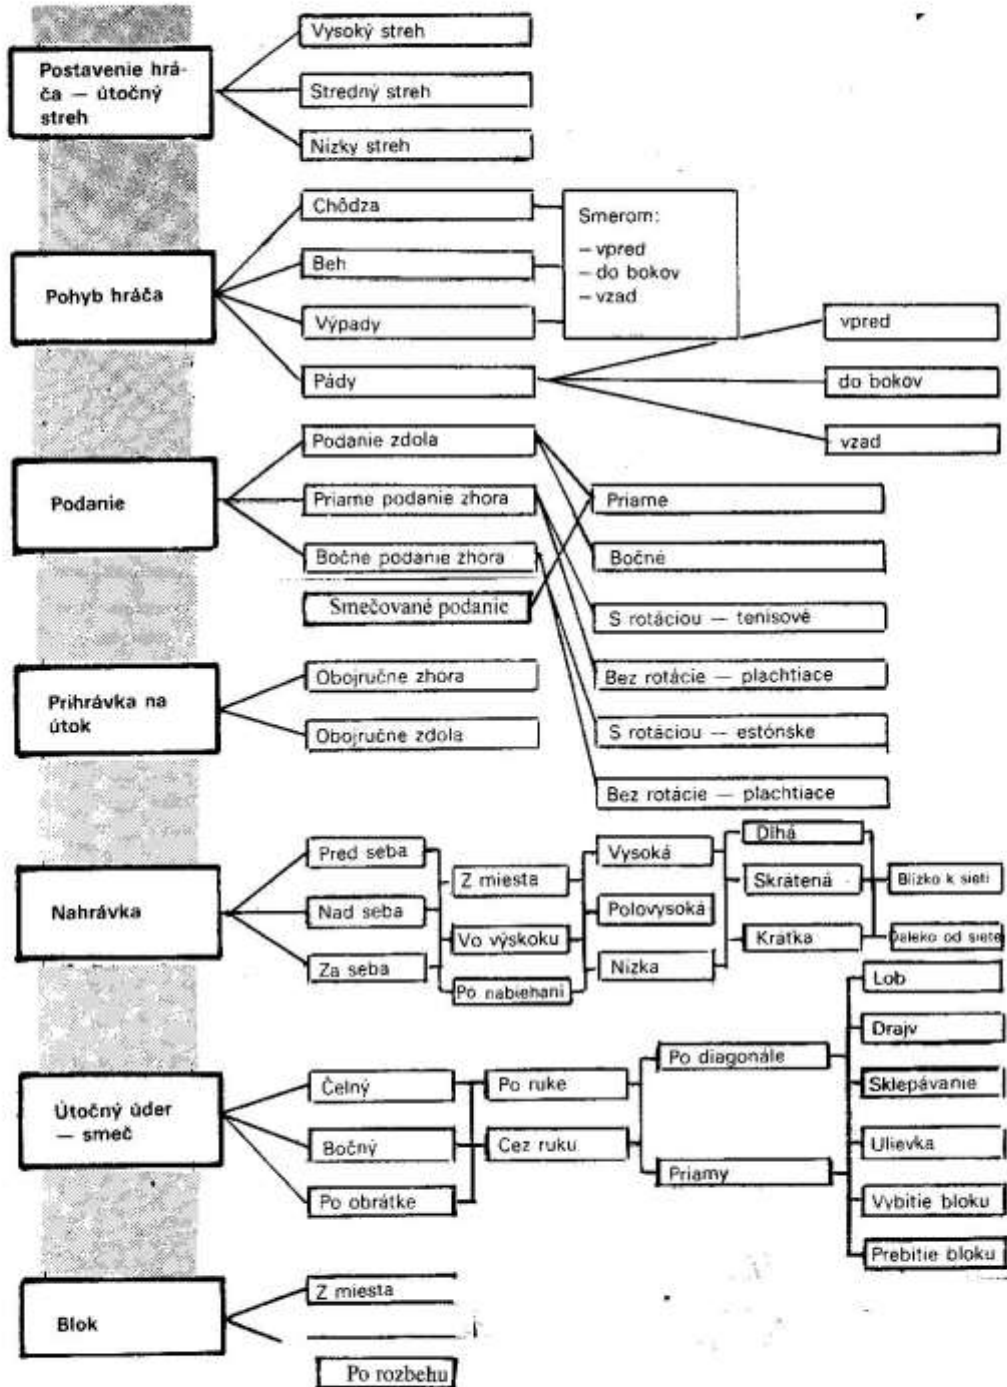 Postavenie hrá-
ča — útočný
streh
Vysoký streh
Stredný streh
Nízky streh
Pohyb hráča
Chôdza
Beh
Výpady
Pády
Smerom:
– vpred
– do bokov
– vzad
vpred
do bokov
vzad
Podanie
Podanie zdola
Priame podanie zhora
Bočné podanie zhora
Smečované podanie
Priame
Bočné
S rotáciou — tenisové
Bez rotácie — plachtiace
S rotáciou — estónske
Bez rotácie — plachtiace
Prihrávka na
útok
Obojručne zhora
Obojručne zdola
Nahrávka
Pred seba
Nad seba
Za seba
Z miesta
Vo výskoku
Po nabiehaní
Vysoká
Polovysoká
Nízka
Dlhá
Skrátená
Krátka
Blízko k sieti
Ďaleko od siete
Útočný úder
— smeč
Čelný
Bočný
Po obrátke
Po ruke
Cez ruku
Po diagonále
Priamy
Lob
Drajv
Sklepávanie
Ulievka
Vybitie bloku
Prebitie bloku
Blok
Z miesta
Po rozbehu